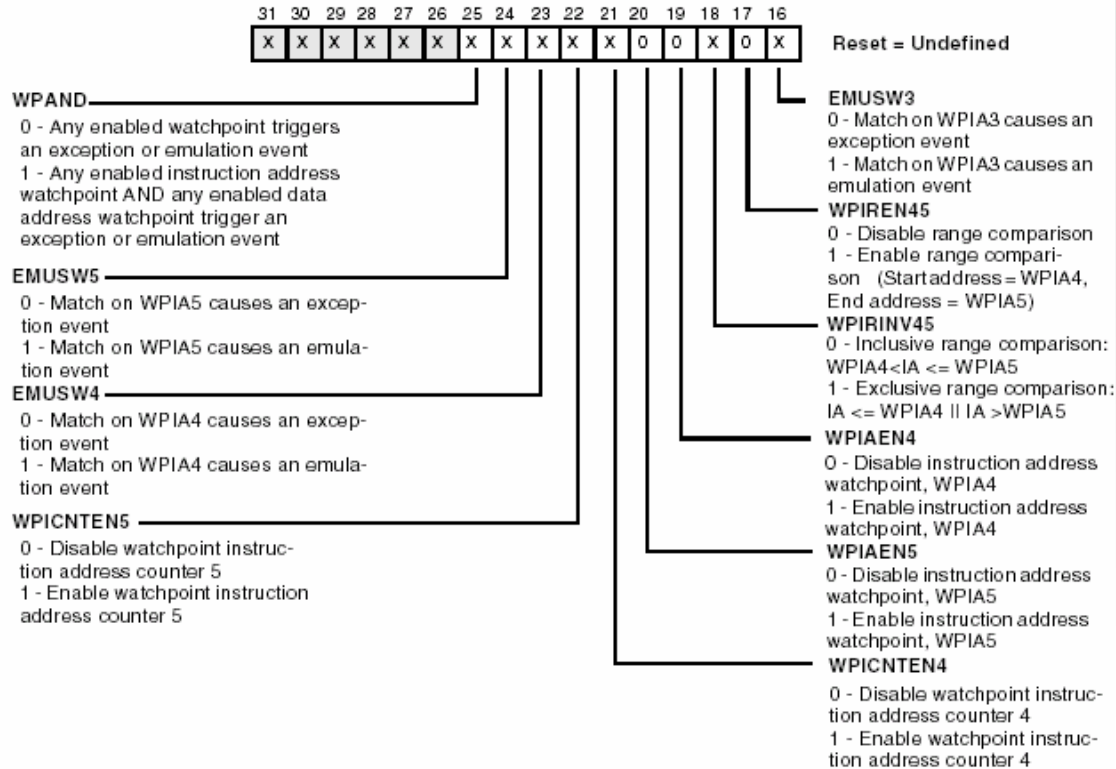 31 30 29 28 27 26 25 24 23 22 21 20 19 18 17 16
X X X X X X X X X X X 0 0 X 0 X
Reset = Undefined
WPAND
0 - Any enabled watchpoint triggers
an exception or emulation event
1 - Any enabled instruction address
watchpoint AND any enabled data
address watchpoint trigger an
exception or emulation event
EMUSW5
0 - Match on WPIA5 causes an excep-
tion event
1 - Match on WPIA5 causes an emula-
tion event
EMUSW4
0 - Match on WPIA4 causes an excep-
tion event
1 - Match on WPIA4 causes an emula-
tion event
WPICNTEN5
0 - Disable watchpoint instruc-
tion address counter 5
1 - Enable watchpoint instruction
address counter 5
EMUSW3
0 - Match on WPIA3 causes an
exception event
1 - Match on WPIA3 causes an
emulation event
WPIREN45
0 - Disable range comparison
1 - Enable range compari-
son (Start address = WPIA4,
End address = WPIA5)
WPIRINV45
0 - Inclusive range comparison:
WPIA4<IA <= WPIA5
1 - Exclusive range comparison:
IA <= WPIA4 || IA >WPIA5
WPIAEN4
0 - Disable instruction address
watchpoint, WPIA4
1 - Enable instruction address
watchpoint, WPIA4
WPIAEN5
0 - Disable instruction address
watchpoint, WPIA5
1 - Enable instruction address
watchpoint, WPIA5
WPICNTEN4
0 - Disable watchpoint instruc-
tion address counter 4
1 - Enable watchpoint instruc-
tion address counter 4